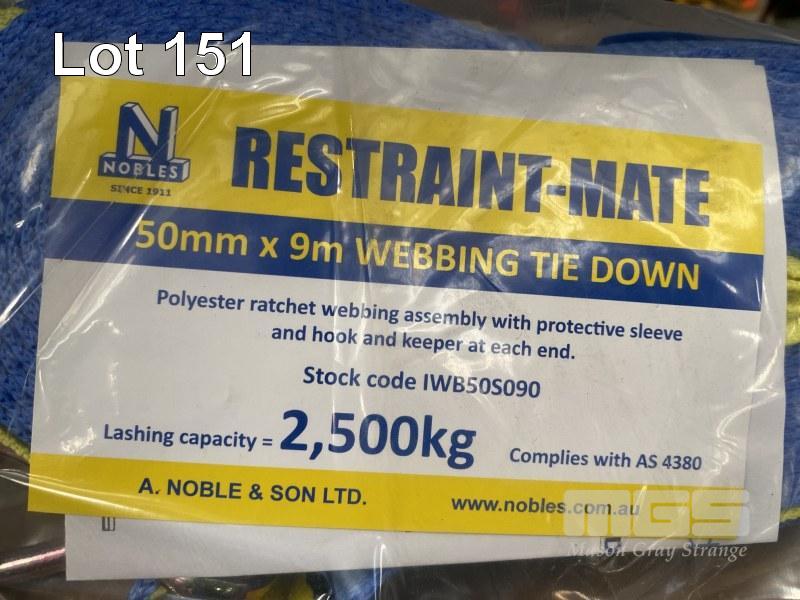 Lot 151
N
NOBLES
SINCE 1911
RESTRAINT-MATE
50mm x 9m WEBBING TIE DOWN
Polyester ratchet webbing assembly with protective sleeve
and hook and keeper at each end.
Stock code IWB50S090
Lashing capacity = 2,500kg
Complies with AS 4380
A. NOBLE & SON LTD.
www.nobles.com.au
MGS
Mason Gray Strange